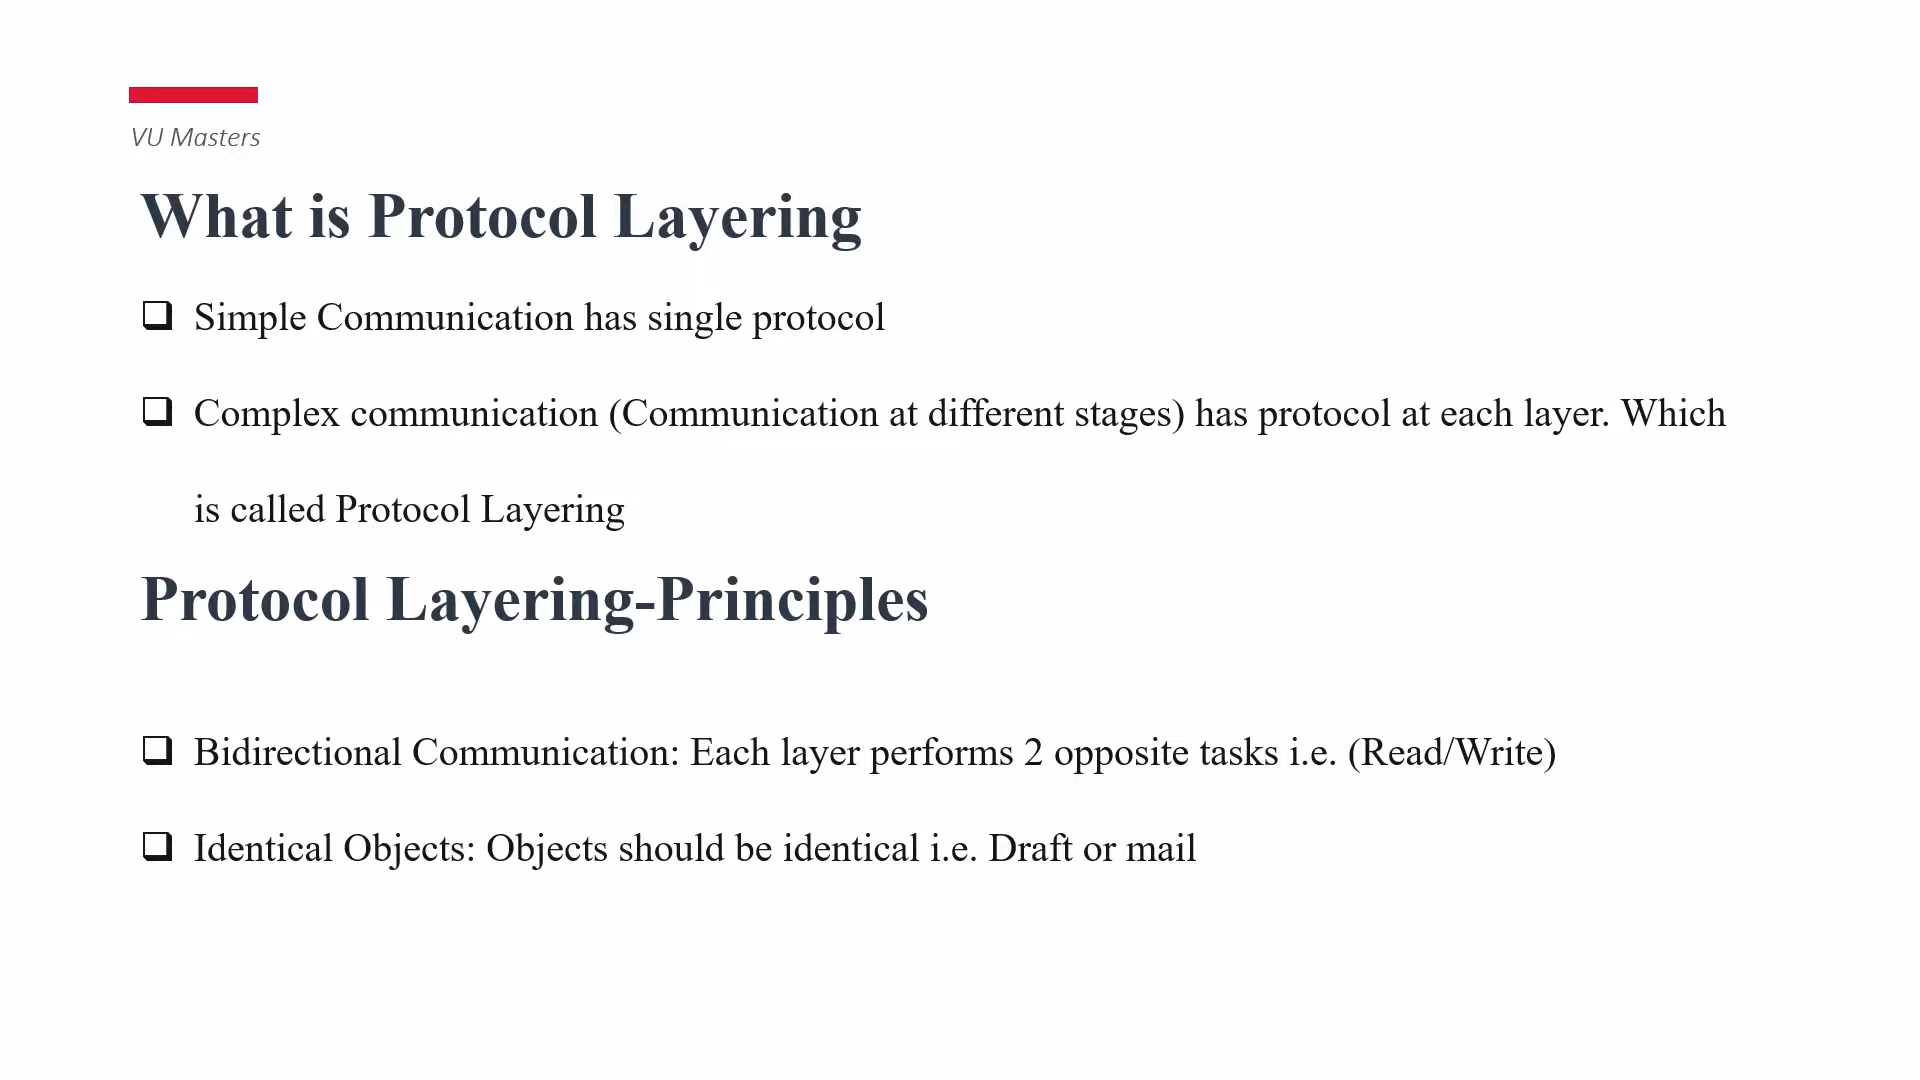 VU Masters
What is Protocol Layering
Simple Communication has single protocol
Complex communication (Communication at different stages) has protocol at each layer. Which
is called Protocol Layering
Protocol Layering-Principles
Bidirectional Communication: Each layer performs 2 opposite tasks i.e. (Read/Write)
Identical Objects: Objects should be identical i.e. Draft or mail